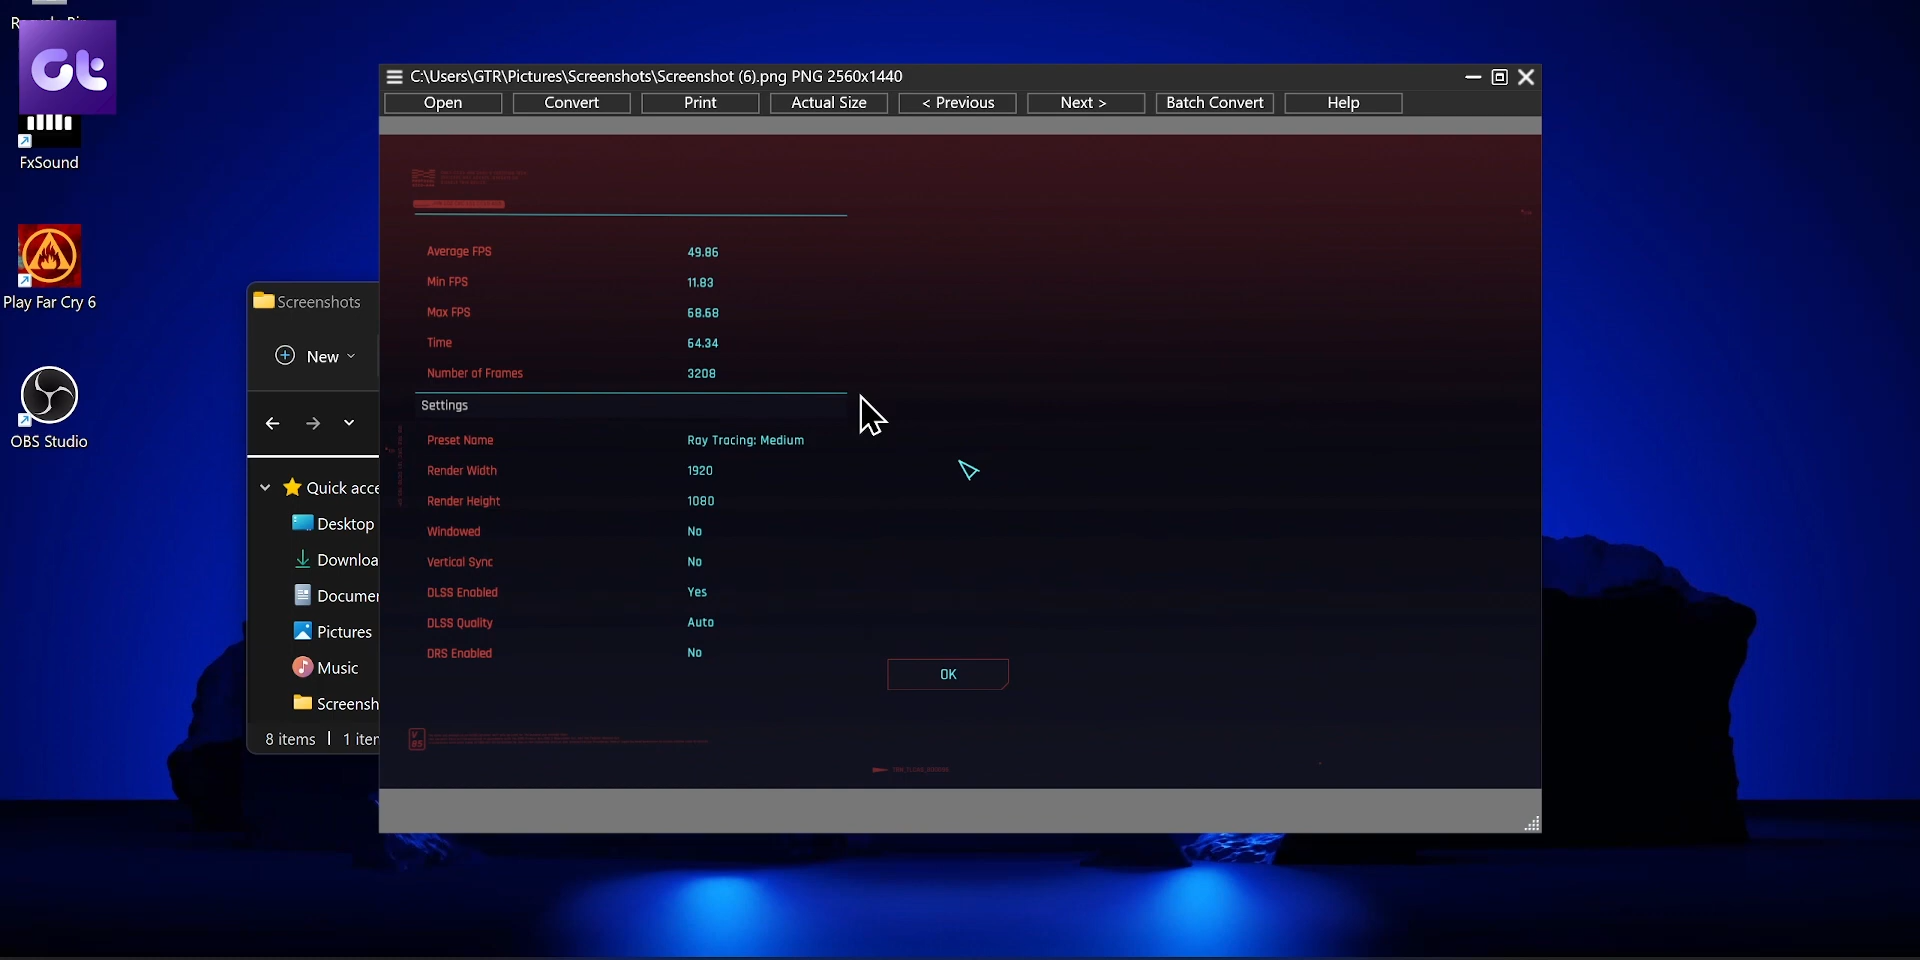 C:\Users\GTR\Pictures\Screenshots\Screenshot (6).png PNG 2560x1440
Open Convert Print Actual Size < Previous Next > Batch Convert Help
Gt
FxSound
Play Far Cry 6
OBS Studio
Screenshots
New
Quick acce
Desktop
Downloa
Documen
Pictures
Music
Screensh
8 items 1 iten
Average FPS 49.86
Min FPS 11.83
Max FPS 68.68
Time 64.34
Number of Frames 3208
Settings
Preset Name Ray Tracing: Medium
Render Width 1920
Render Height 1080
Windowed No
Vertical Sync No
DLSS Enabled Yes
DLSS Quality Auto
DRS Enabled No
OK
V
85